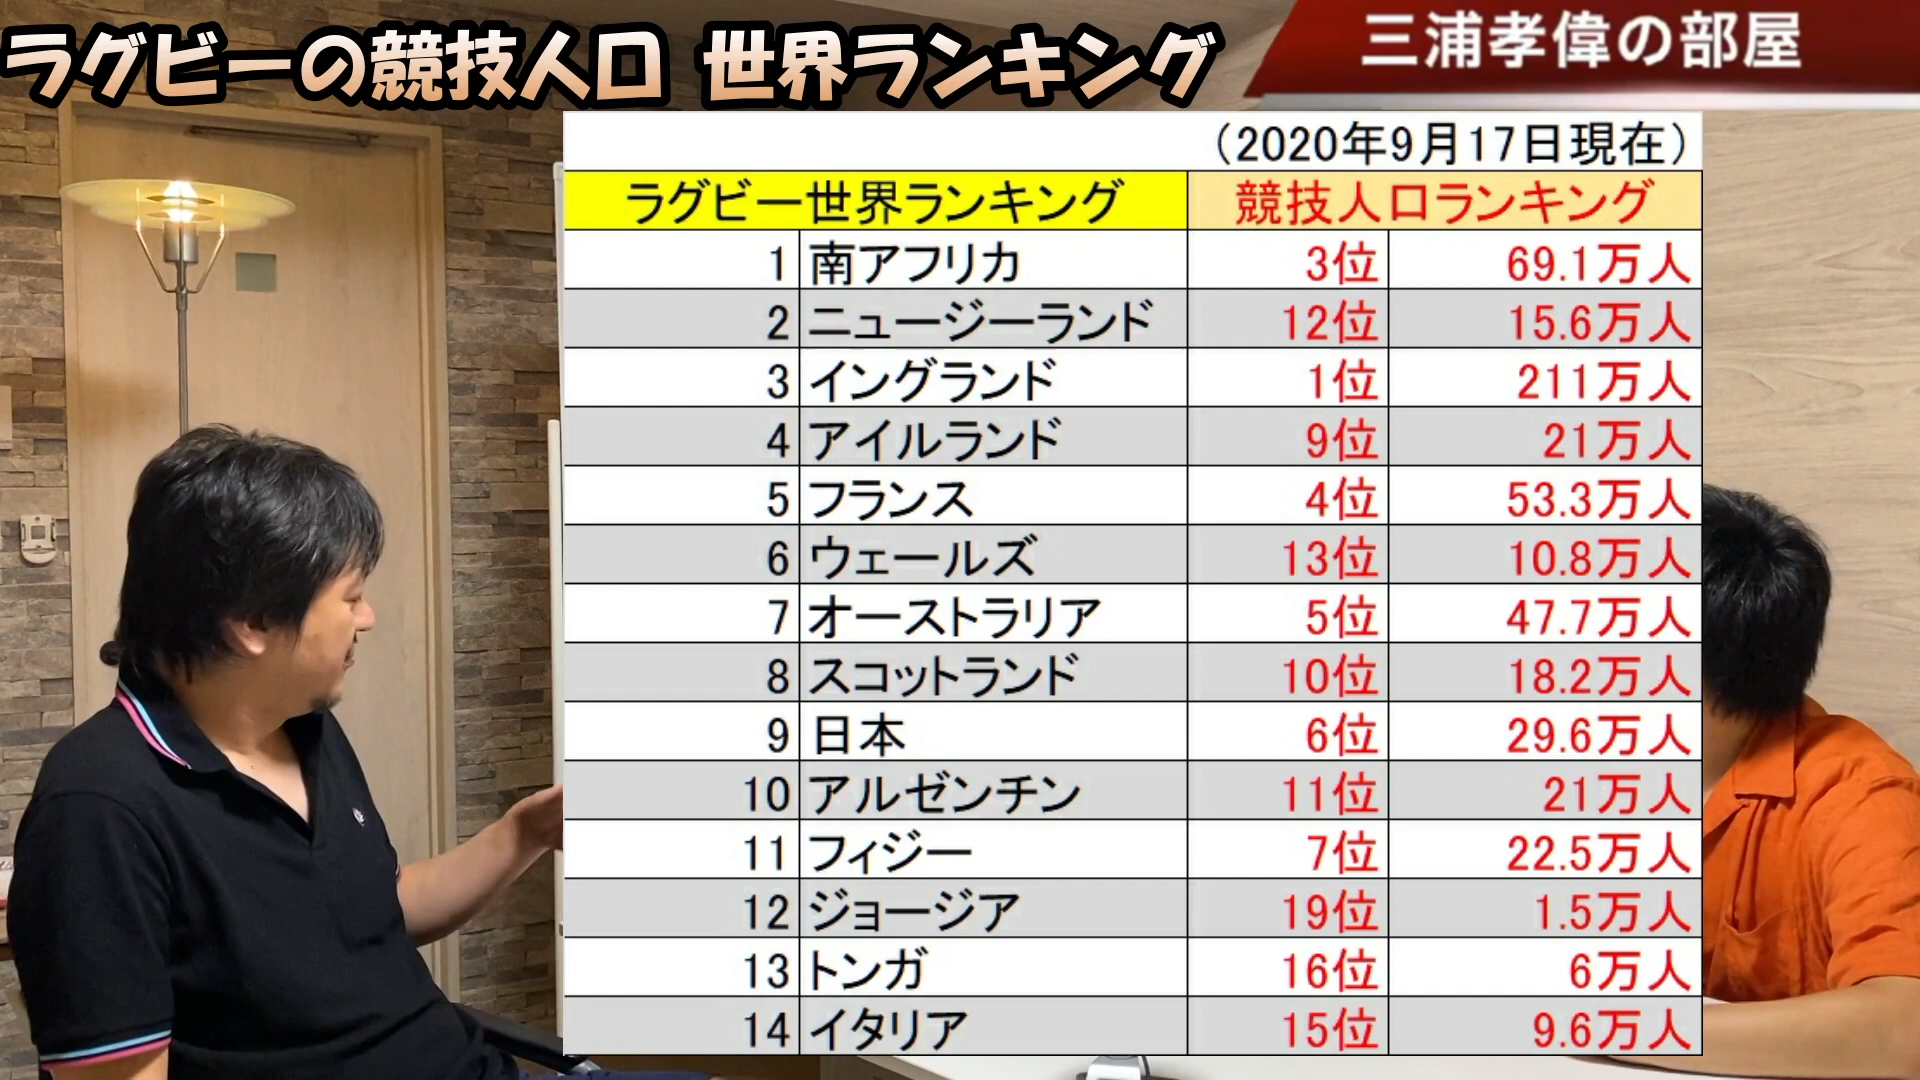 ラグビーの競技人口 世界ランキング
三浦孝偉の部屋
（2020年9月17日現在）
ラグビー世界ランキング 競技人口ランキング
1 南アフリカ 3位 69.1万人
2 ニュージーランド 12位 15.6万人
3 イングランド 1位 211万人
4 アイルランド 9位 21万人
5 フランス 4位 53.3万人
6 ウェールズ 13位 10.8万人
7 オーストラリア 5位 47.7万人
8 スコットランド 10位 18.2万人
9 日本 6位 29.6万人
10 アルゼンチン 11位 21万人
11 フィジー 7位 22.5万人
12 ジョージア 19位 1.5万人
13 トンガ 16位 6万人
14 イタリア 15位 9.6万人